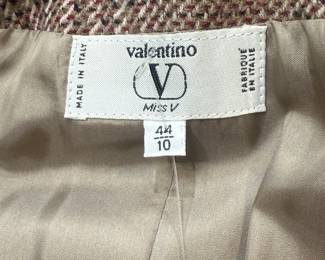 MADE IN ITALY
valentino
V
Miss V
FABRIQUÉ
EN ITALIE
44
10